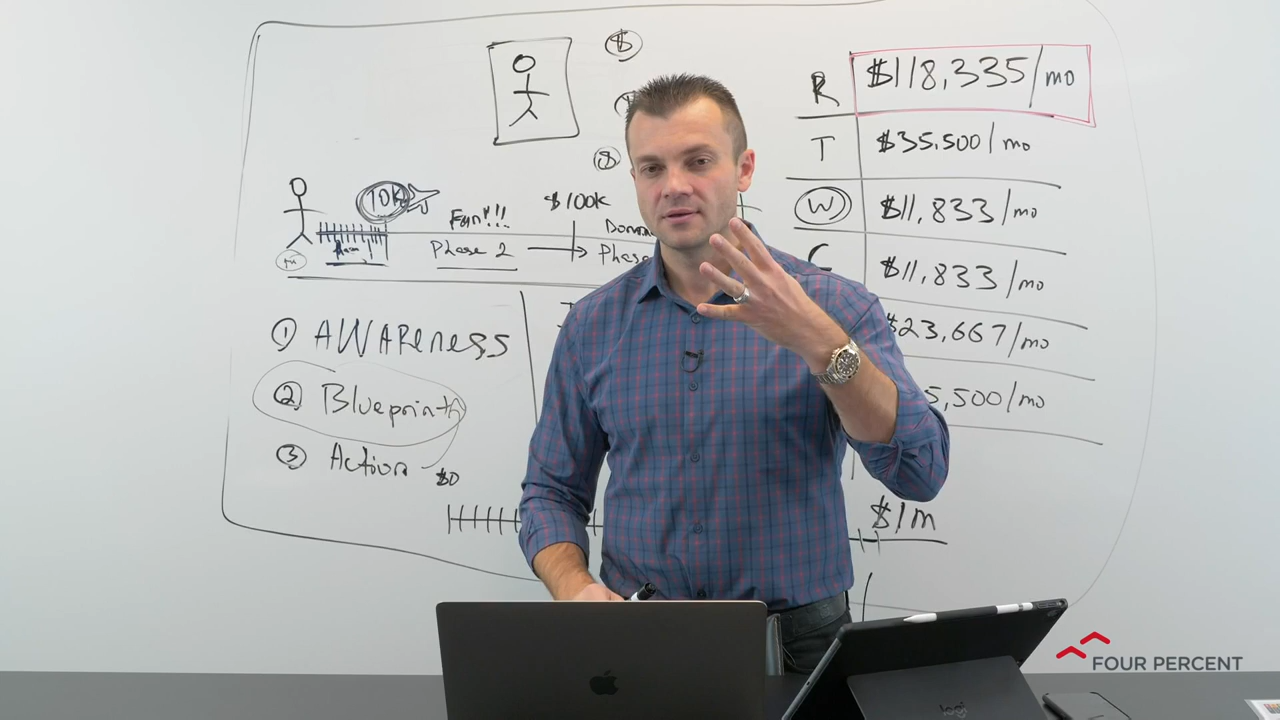 $
R $118,335/mo
T $35,500/mo
10K
Fun!!!
$100k
W $11,833/mo
Phase 2
C $11,833/mo
① AWAReness
$23,667/mo
② Blueprint
5,500/mo
③ Action
$0
$1m
FOUR PERCENT
logi